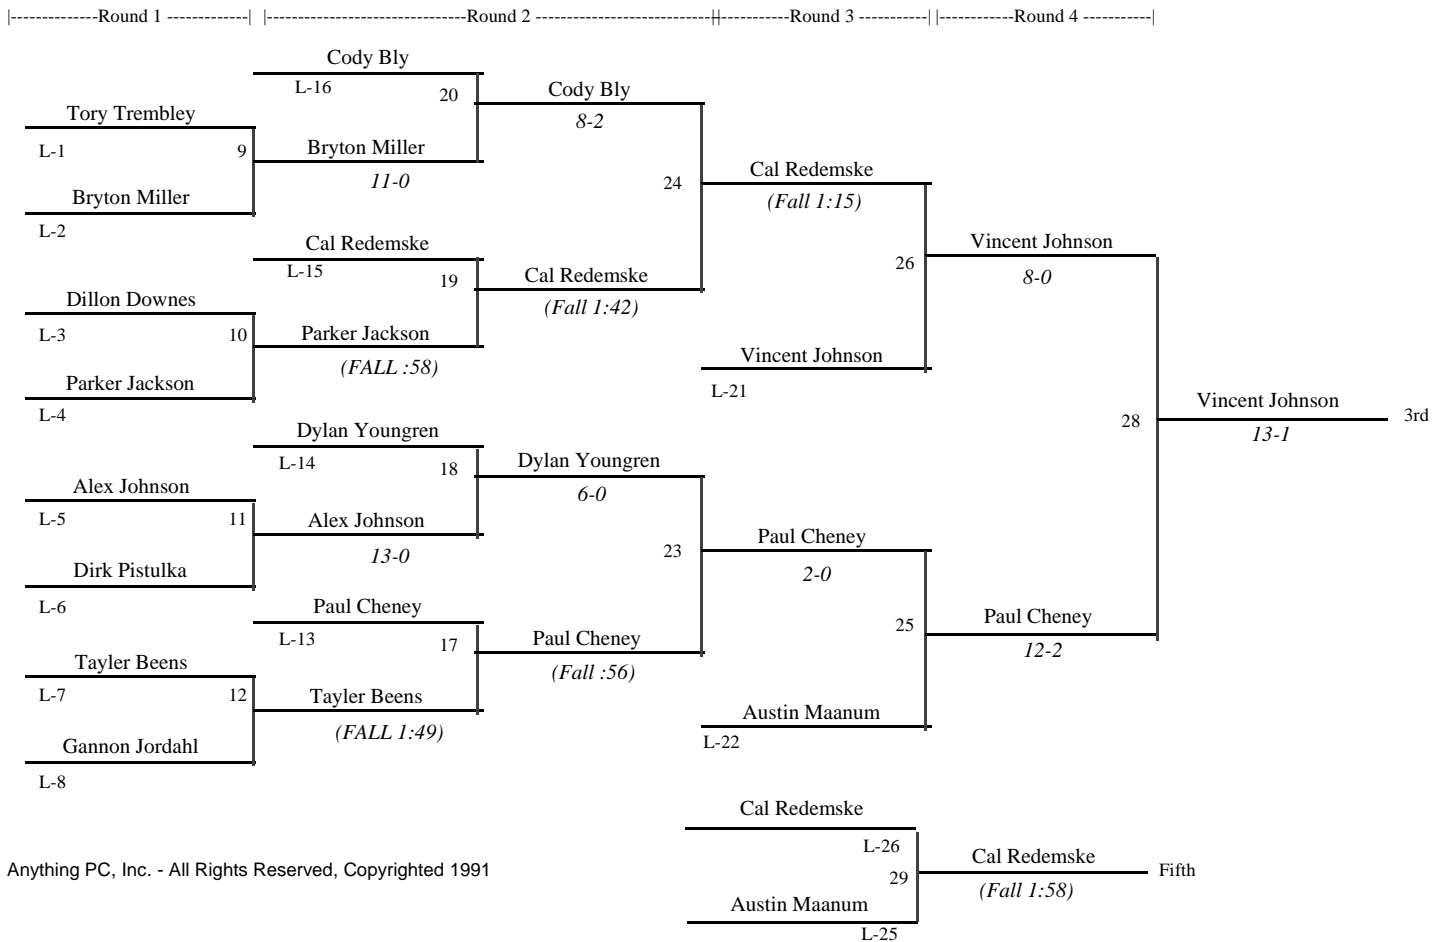 |--------------Round 1 -------------| |--------------------------------Round 2 ----------------------------||-----------Round 3 -----------| |------------Round 4 -----------|
Cody Bly
L-16
20
Cody Bly
8-2
Tory Trembley
L-1
9
Bryton Miller
11-0
Bryton Miller
L-2
24
Cal Redemske
(Fall 1:15)
Cal Redemske
L-15
19
Cal Redemske
(Fall 1:42)
Dillon Downes
L-3
10
Parker Jackson
(FALL :58)
Parker Jackson
L-4
26
Vincent Johnson
8-0
Vincent Johnson
L-21
28
Vincent Johnson
13-1
3rd
Dylan Youngren
L-14
18
Dylan Youngren
6-0
Alex Johnson
L-5
11
Alex Johnson
13-0
Dirk Pistulka
L-6
23
Paul Cheney
2-0
Paul Cheney
L-13
17
Paul Cheney
(Fall :56)
Tayler Beens
L-7
12
Tayler Beens
(FALL 1:49)
Gannon Jordahl
L-8
25
Paul Cheney
12-2
Austin Maanum
L-22
Cal Redemske
L-26
29
Cal Redemske
(Fall 1:58)
Fifth
Austin Maanum
L-25
Anything PC, Inc. - All Rights Reserved, Copyrighted 1991